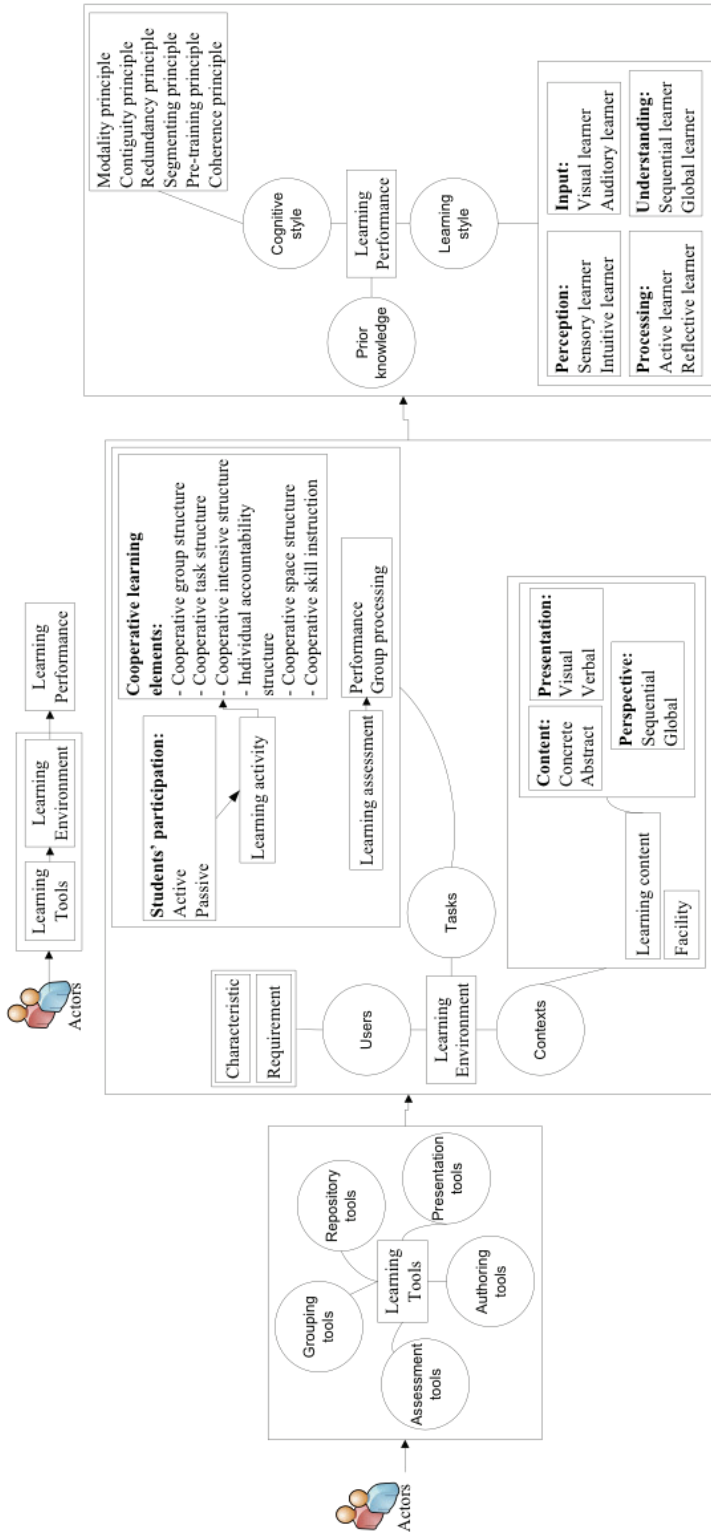 Actors
Learning
Tools
Learning
Environment
Learning
Performance
Actors
Grouping
tools
Repository
tools
Learning
Tools
Assessment
tools
Authoring
tools
Presentation
tools
Characteristic
Requirement
Users
Learning
Environment
Tasks
Contexts
Students' participation:
Active
Passive
Learning activity
Cooperative learning
elements:
- Cooperative group structure
- Cooperative task structure
- Cooperative intensive structure
- Individual accountability
structure
- Cooperative space structure
- Cooperative skill instruction
Learning assessment
Performance
Group processing
Learning content
Facility
Content:
Concrete
Abstract
Presentation:
Visual
Verbal
Perspective:
Sequential
Global
Modality principle
Contiguity principle
Redundancy principle
Segmenting principle
Pre-training principle
Coherence principle
Cognitive
style
Prior
knowledge
Learning
Performance
Learning
style
Perception:
Sensory learner
Intuitive learner
Input:
Visual learner
Auditory learner
Processing:
Active learner
Reflective learner
Understanding:
Sequential learner
Global learner